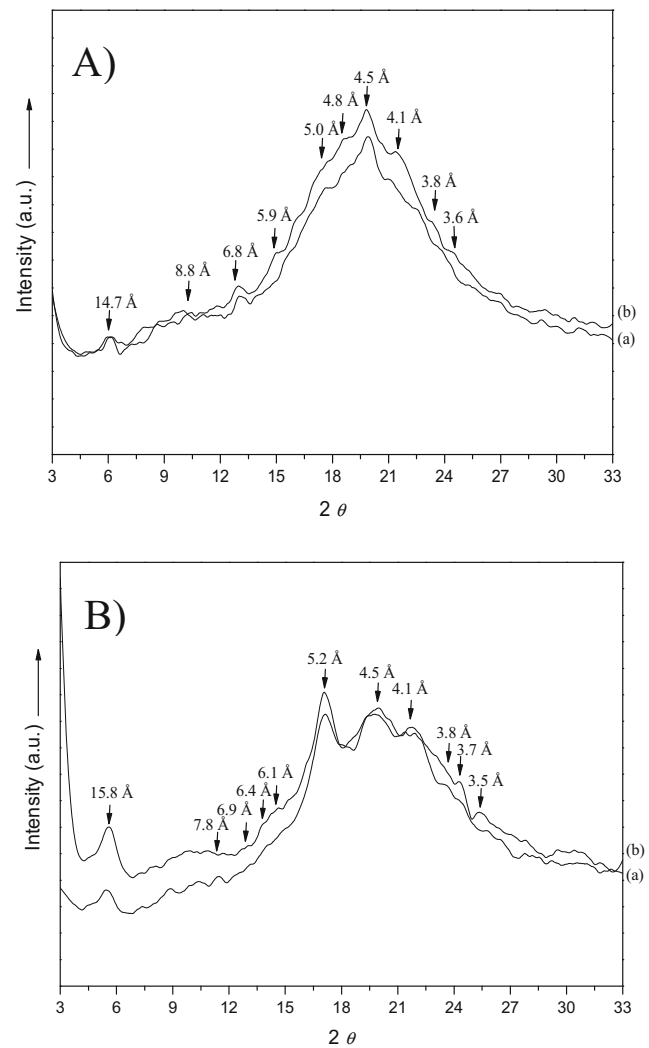 A)
4.5 Å
4.8 Å
5.0 Å
4.1 Å
3.8 Å
3.6 Å
5.9 Å
6.8 Å
8.8 Å
14.7 Å
(b)
(a)
Intensity (a.u.)
3 6 9 12 15 18 21 24 27 30 33
2 θ
B)
5.2 Å
4.5 Å
4.1 Å
3.8 Å
3.7 Å
3.5 Å
6.1 Å
6.4 Å
6.9 Å
7.8 Å
15.8 Å
(b)
(a)
Intensity (a.u.)
3 6 9 12 15 18 21 24 27 30 33
2 θ